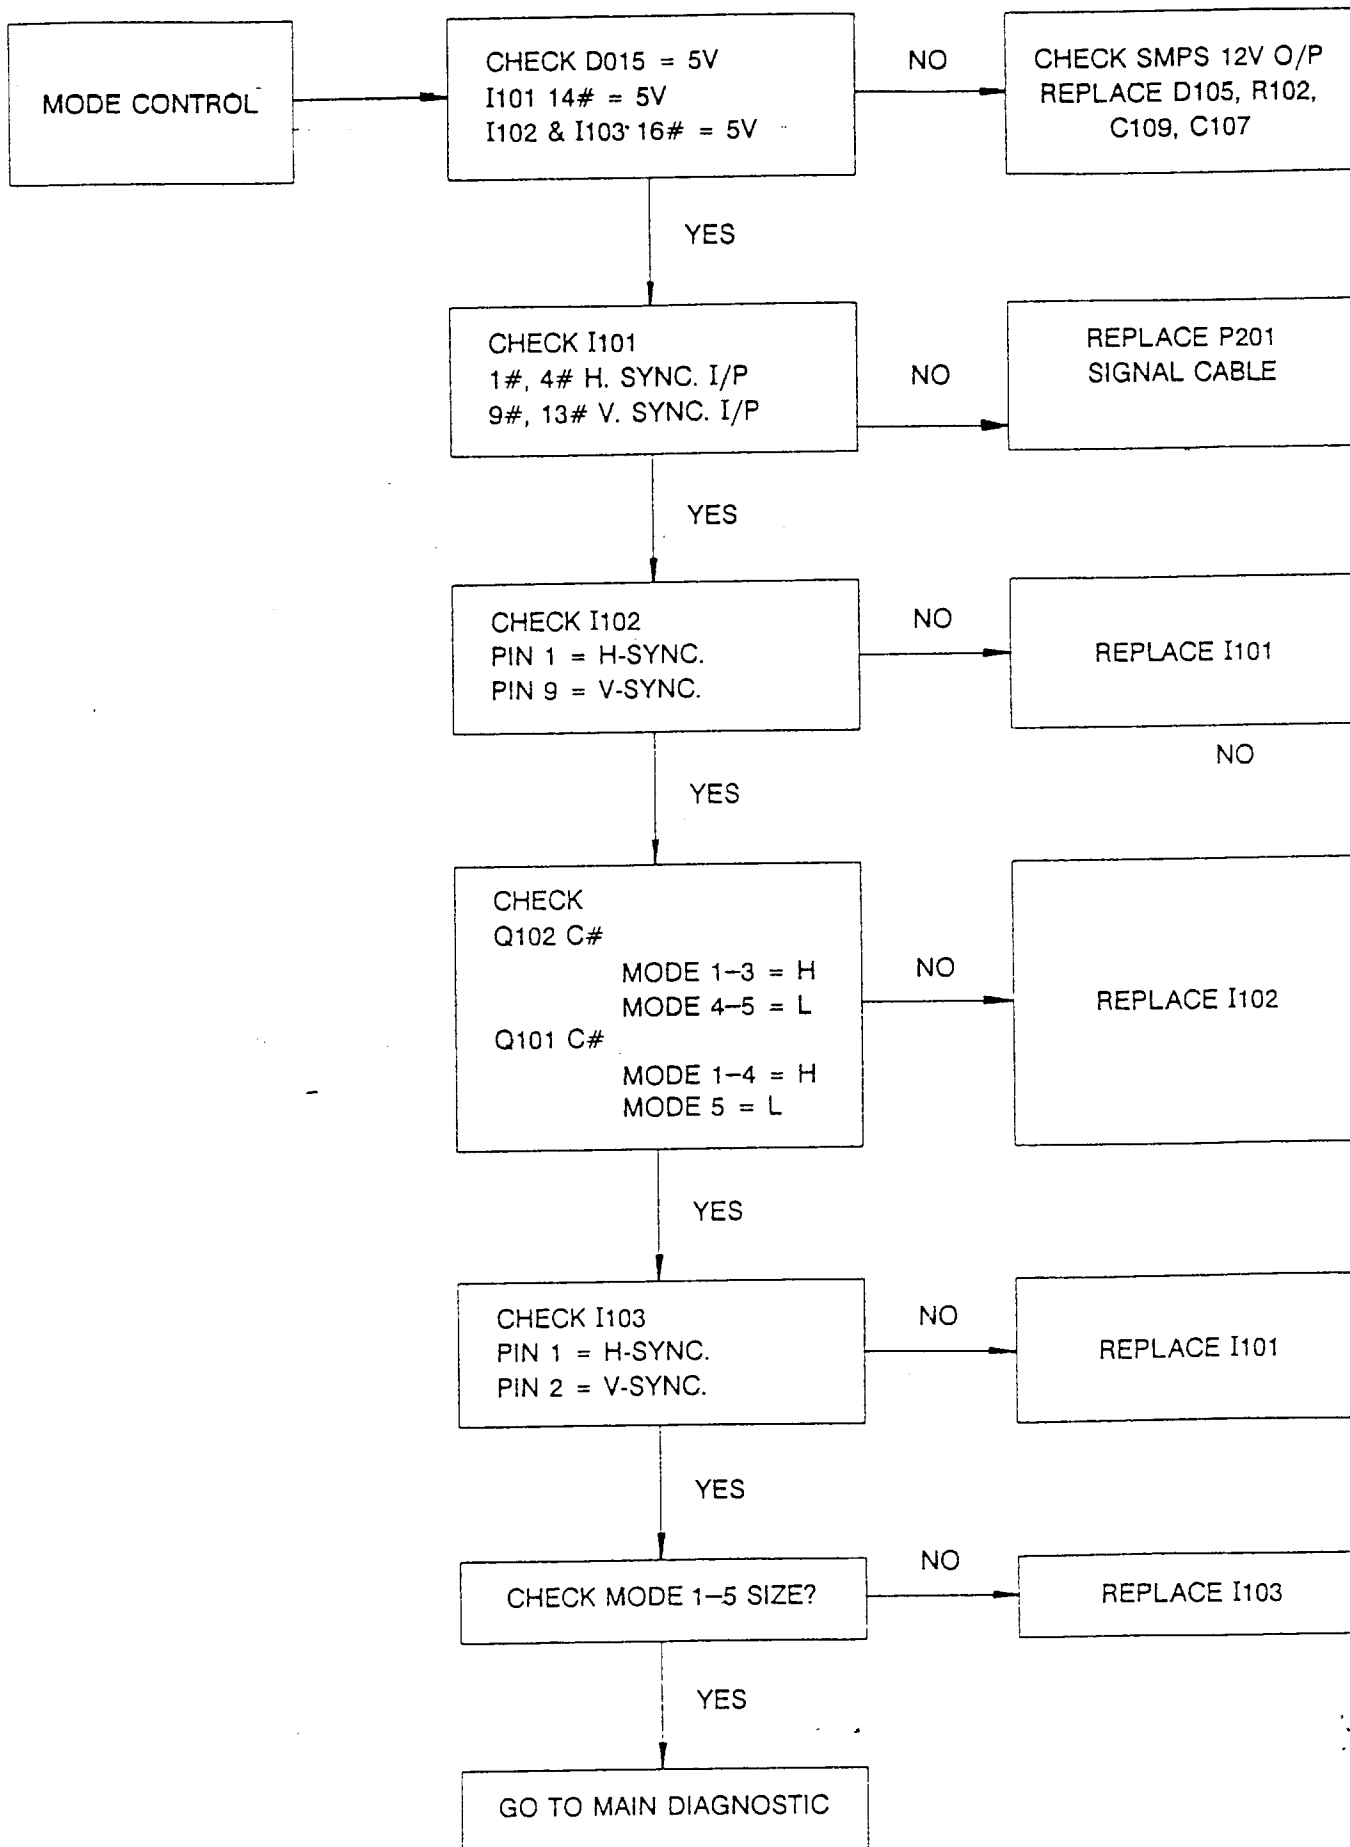 MODE CONTROL
CHECK D015 = 5V
I101 14# = 5V
I102 & I103 16# = 5V
NO
CHECK SMPS 12V O/P
REPLACE D105, R102,
C109, C107
YES
CHECK I101
1#, 4# H. SYNC. I/P
9#, 13# V. SYNC. I/P
NO
REPLACE P201
SIGNAL CABLE
YES
CHECK I102
PIN 1 = H-SYNC.
PIN 9 = V-SYNC.
NO
REPLACE I101
NO
YES
CHECK
Q102 C#
MODE 1-3 = H
MODE 4-5 = L
Q101 C#
MODE 1-4 = H
MODE 5 = L
NO
REPLACE I102
YES
CHECK I103
PIN 1 = H-SYNC.
PIN 2 = V-SYNC.
NO
REPLACE I101
YES
CHECK MODE 1-5 SIZE?
NO
REPLACE I103
YES
GO TO MAIN DIAGNOSTIC